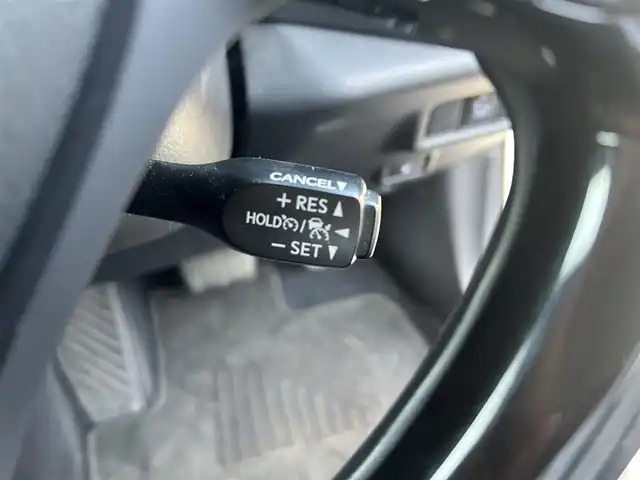 CANCEL▼
+ RES ▲
HOLD / ◄
− SET ▼